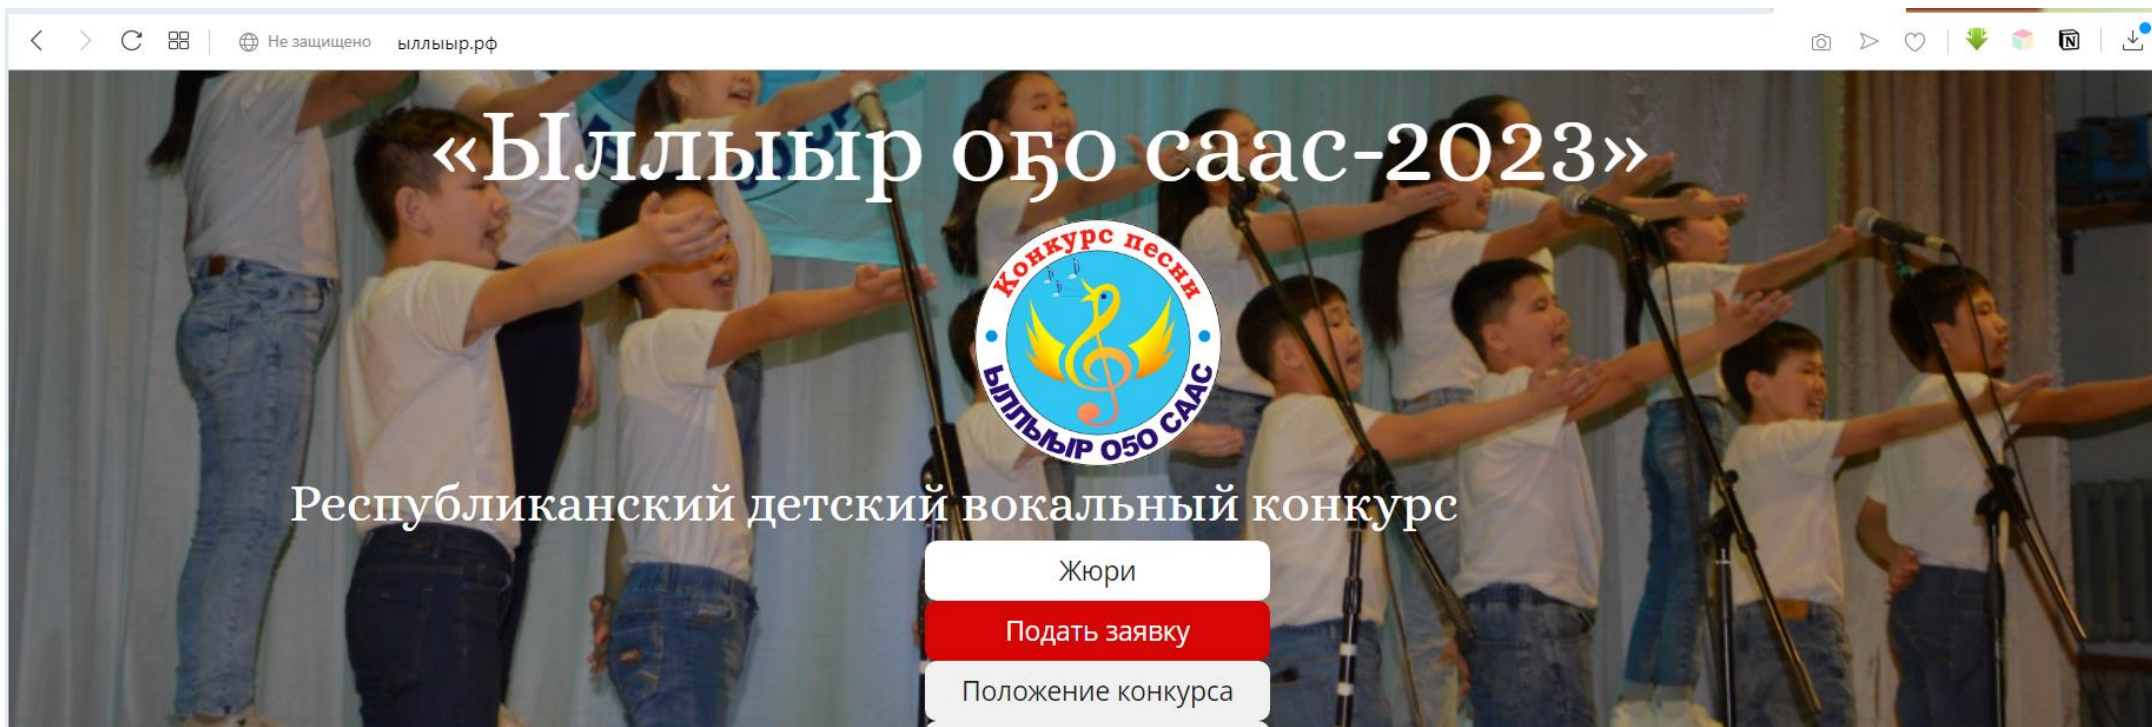 Не защищено ыллыыр.рф
«Ыллыыр оҕо саас-2023»
Конкурс песни
ЫЛЛЫЫР ОҔО СААС
Республиканский детский вокальный конкурс
Жюри
Подать заявку
Положение конкурса